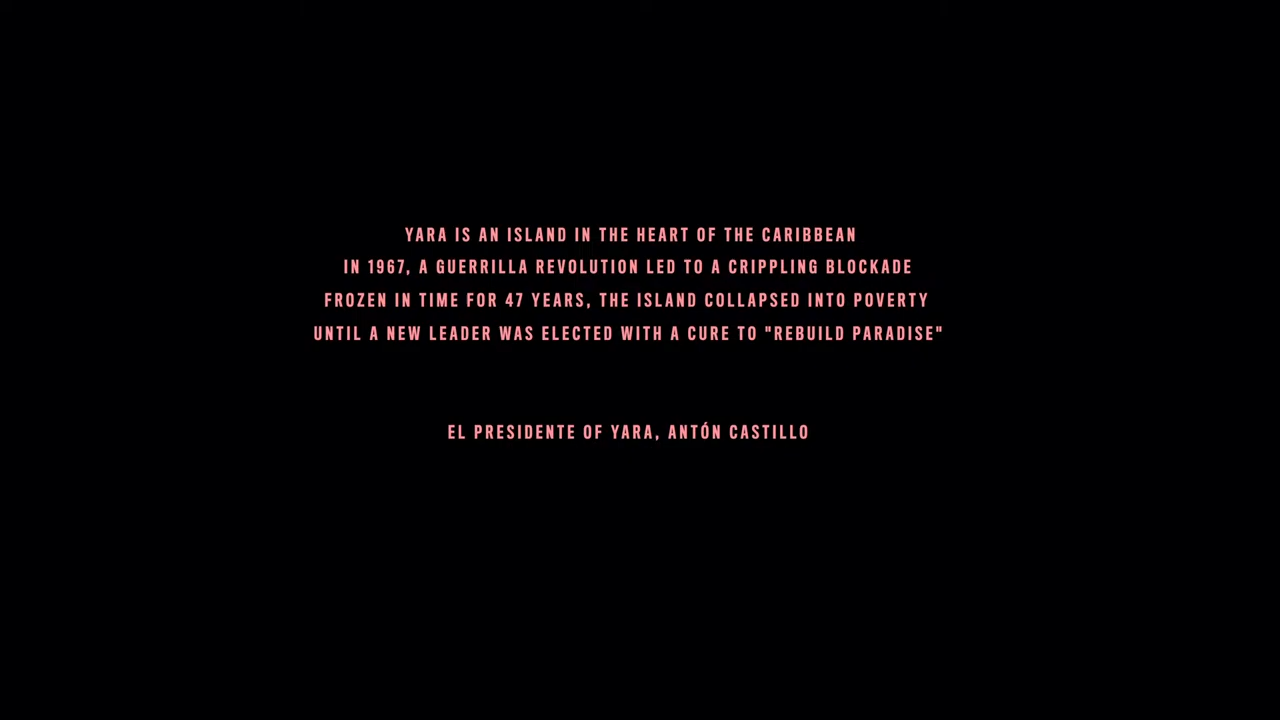 YARA IS AN ISLAND IN THE HEART OF THE CARIBBEAN
IN 1967, A GUERRILLA REVOLUTION LED TO A CRIPPLING BLOCKADE
FROZEN IN TIME FOR 47 YEARS, THE ISLAND COLLAPSED INTO POVERTY
UNTIL A NEW LEADER WAS ELECTED WITH A CURE TO "REBUILD PARADISE"
EL PRESIDENTE OF YARA, ANTÓN CASTILLO